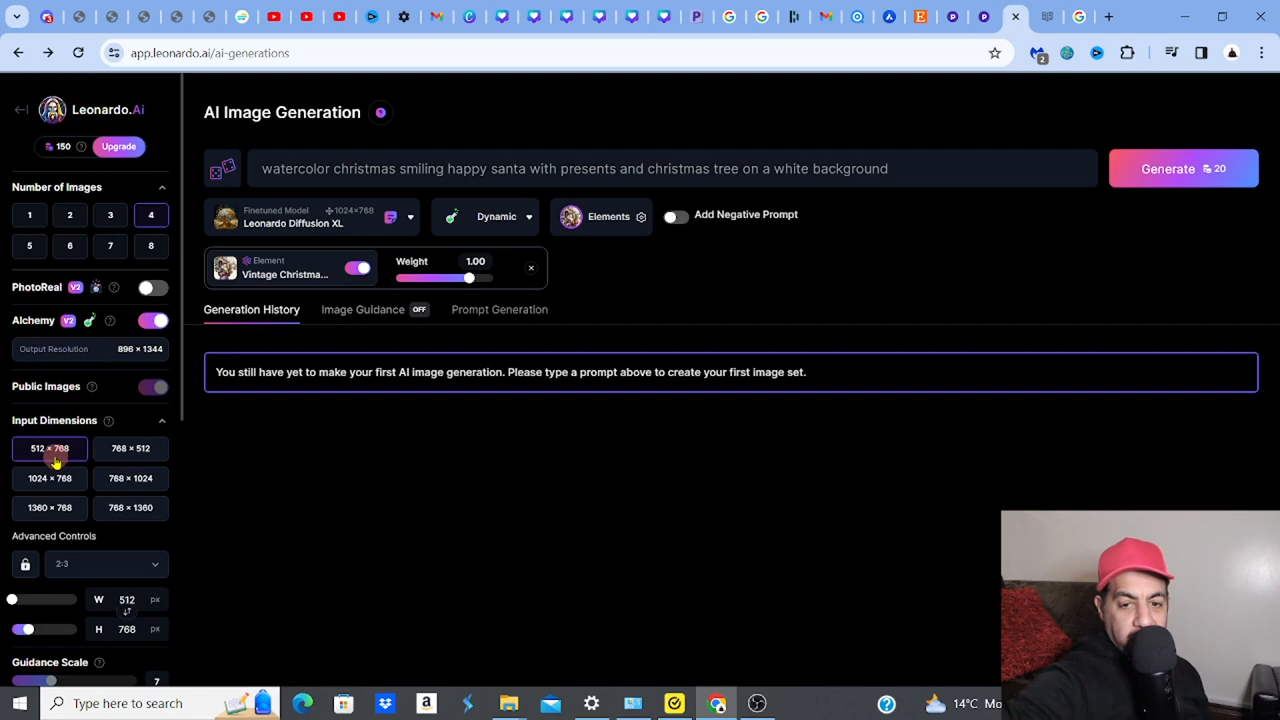 app.leonardo.ai/ai-generations
2
Leonardo.Ai
150
Upgrade
Number of Images
1
2
3
4
5
6
7
8
PhotoReal V2
Alchemy V2
Output Resolution 896 × 1344
Public Images
Input Dimensions
512 × 768
768 × 512
1024 × 768
768 × 1024
1360 × 768
768 × 1360
Advanced Controls
2:3
W 512 px
H 768 px
Guidance Scale
7
AI Image Generation
watercolor christmas smiling happy santa with presents and christmas tree on a white background
Generate 20
Finetuned Model 1024×768
Leonardo Diffusion XL
Dynamic
Elements
Add Negative Prompt
Element
Vintage Christma...
Weight 1.00
Generation History
Image Guidance OFF
Prompt Generation
You still have yet to make your first AI image generation. Please type a prompt above to create your first image set.
Type here to search
14°C Mo